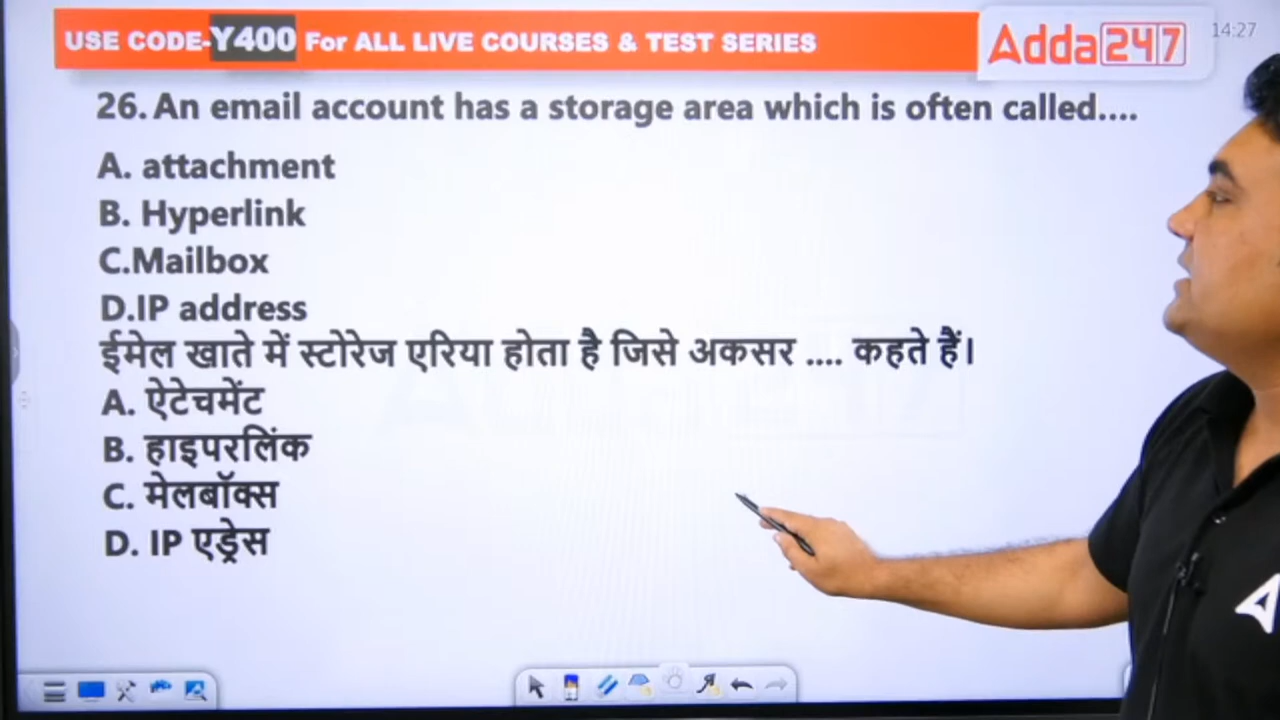 USE CODE-Y400 For ALL LIVE COURSES & TEST SERIES
Adda247
14:27
26. An email account has a storage area which is often called....
A. attachment
B. Hyperlink
C.Mailbox
D.IP address
ईमेल खाते में स्टोरेज एरिया होता है जिसे अकसर .... कहते हैं।
A. ऐटेचमेंट
B. हाइपरलिंक
C. मेलबॉक्स
D. IP एड्रेस